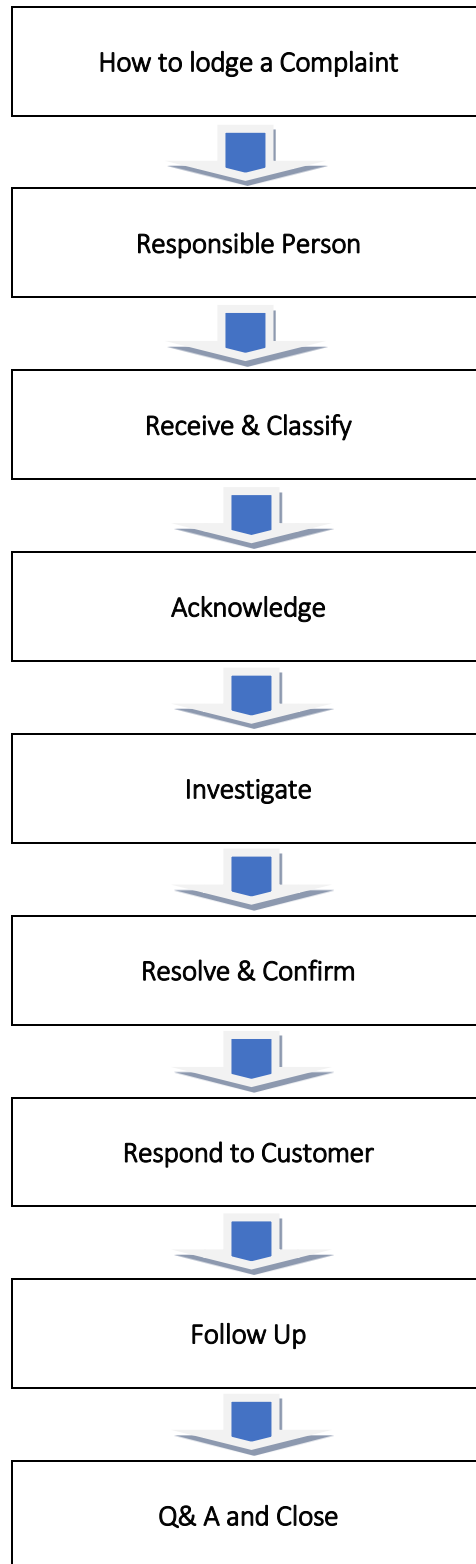 How to lodge a Complaint
Responsible Person
Receive & Classify
Acknowledge
Investigate
Resolve & Confirm
Respond to Customer
Follow Up
Q& A and Close